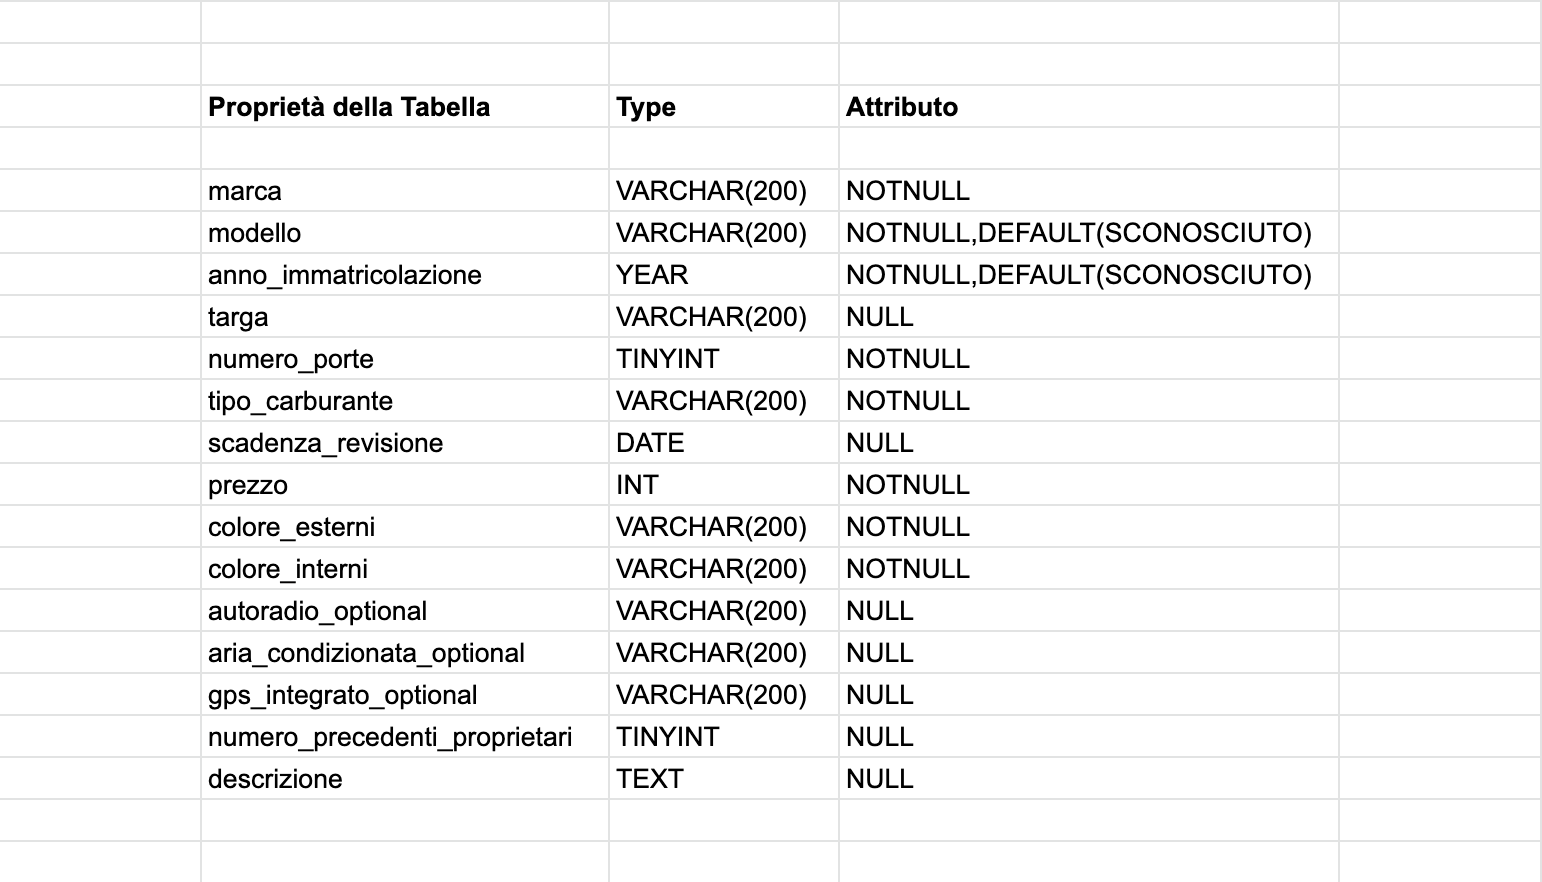 Proprietà della Tabella Type Attributo
marca VARCHAR(200) NOTNULL
modello VARCHAR(200) NOTNULL,DEFAULT(SCONOSCIUTO)
anno_immatricolazione YEAR NOTNULL,DEFAULT(SCONOSCIUTO)
targa VARCHAR(200) NULL
numero_porte TINYINT NOTNULL
tipo_carburante VARCHAR(200) NOTNULL
scadenza_revisione DATE NULL
prezzo INT NOTNULL
colore_esterni VARCHAR(200) NOTNULL
colore_interni VARCHAR(200) NOTNULL
autoradio_optional VARCHAR(200) NULL
aria_condizionata_optional VARCHAR(200) NULL
gps_integrato_optional VARCHAR(200) NULL
numero_precedenti_proprietari TINYINT NULL
descrizione TEXT NULL